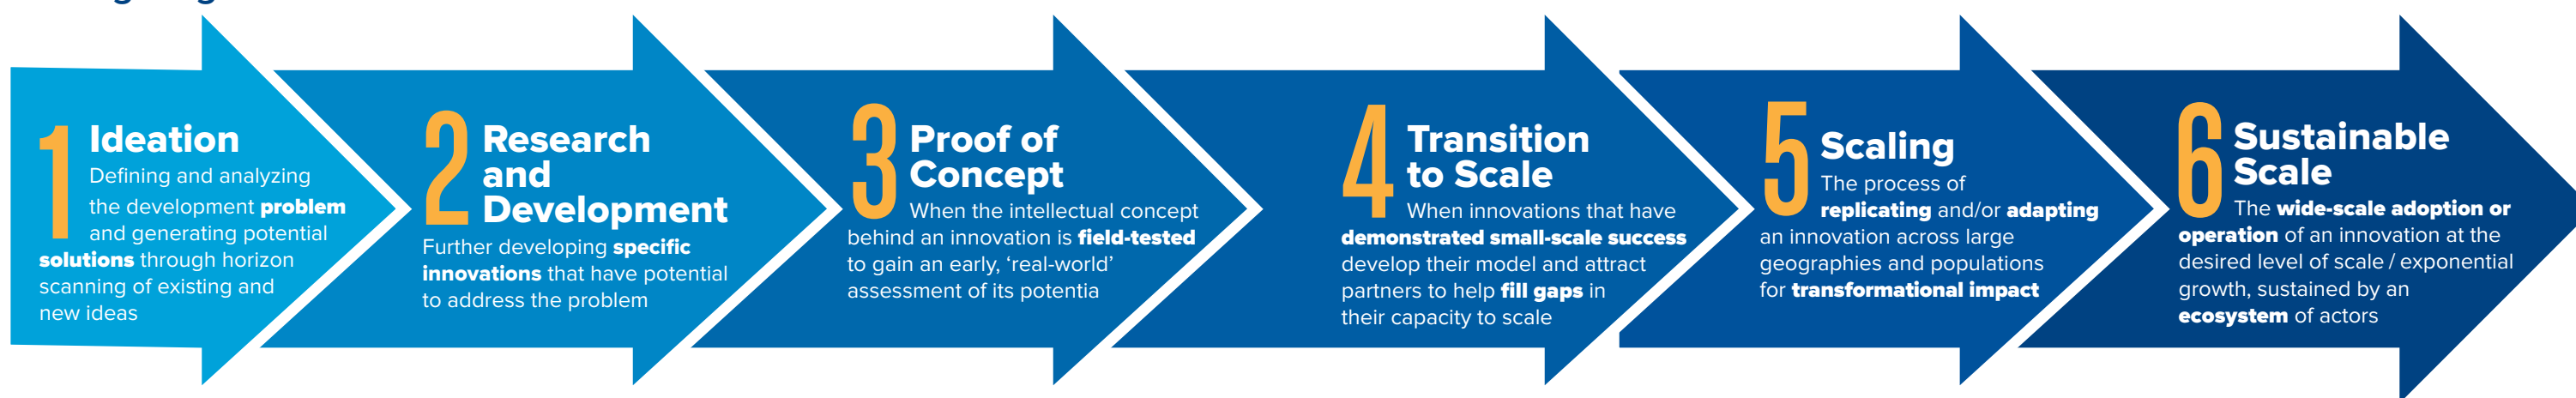 1
Ideation
Defining and analyzing
the development problem
and generating potential
solutions through horizon
scanning of existing and
new ideas
2
Research
and
Development
Further developing specific
innovations that have potential
to address the problem
3
Proof of
Concept
When the intellectual concept
behind an innovation is field-tested
to gain an early, ‘real-world’
assessment of its potentia
4
Transition
to Scale
When innovations that have
demonstrated small-scale success
develop their model and attract
partners to help fill gaps in
their capacity to scale
5
Scaling
The process of
replicating and/or adapting
an innovation across large
geographies and populations
for transformational impact
6
Sustainable
Scale
The wide-scale adoption or
operation of an innovation at the
desired level of scale / exponential
growth, sustained by an
ecosystem of actors